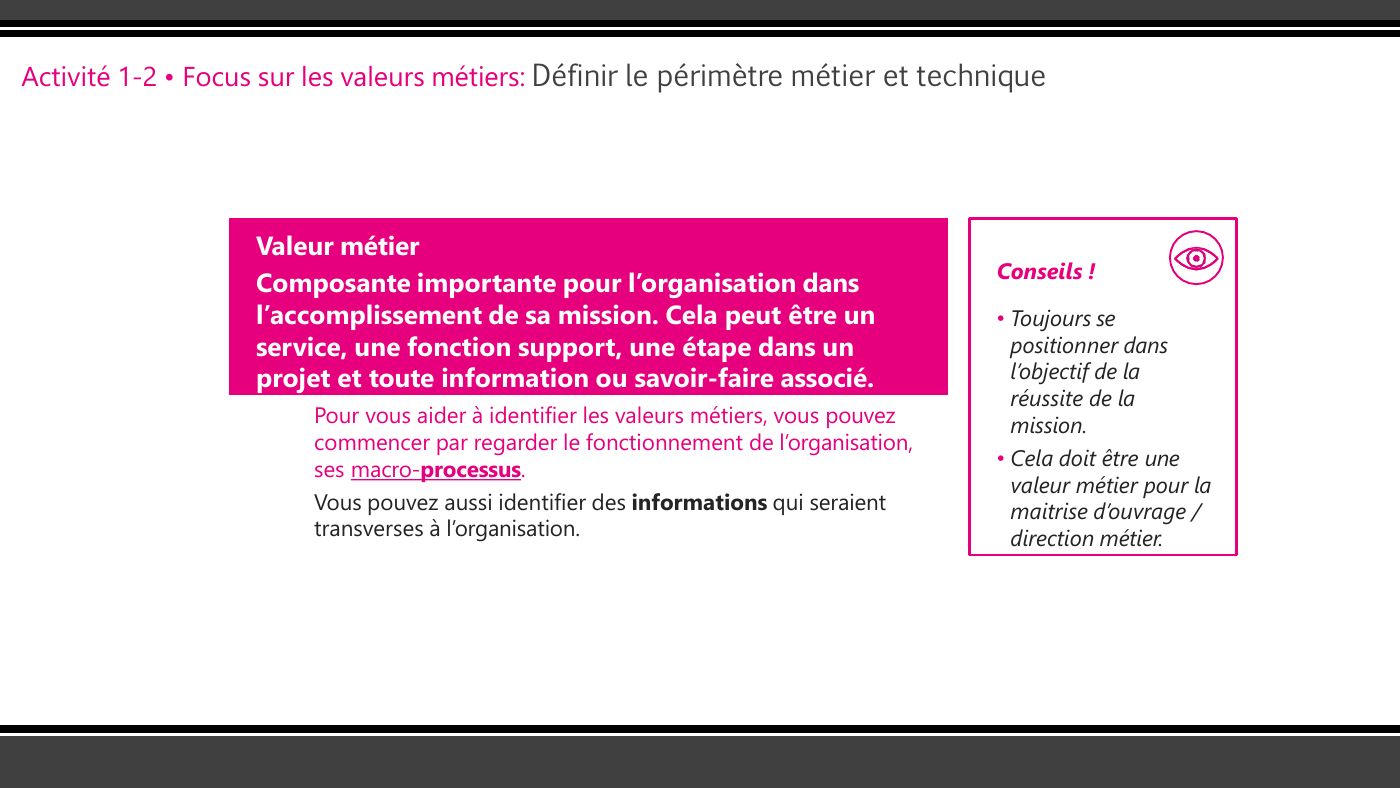 Activité 1-2 • Focus sur les valeurs métiers: Définir le périmètre métier et technique
Valeur métier
Composante importante pour l’organisation dans
l’accomplissement de sa mission. Cela peut être un
service, une fonction support, une étape dans un
projet et toute information ou savoir-faire associé.
Pour vous aider à identifier les valeurs métiers, vous pouvez
commencer par regarder le fonctionnement de l’organisation,
ses macro-processus.
Vous pouvez aussi identifier des informations qui seraient
transverses à l’organisation.
Conseils !
• Toujours se
positionner dans
l’objectif de la
réussite de la
mission.
• Cela doit être une
valeur métier pour la
maitrise d’ouvrage /
direction métier.